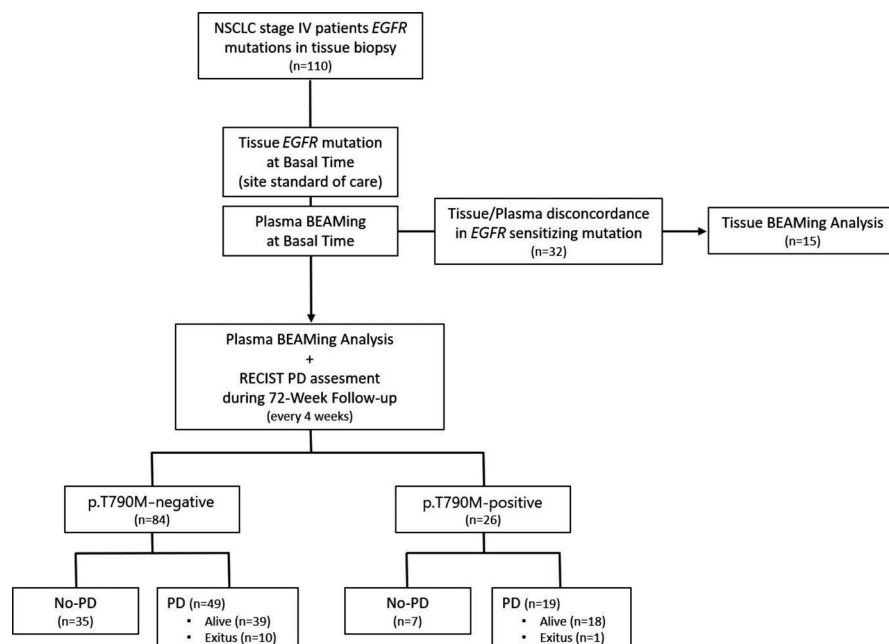 NSCLC stage IV patients EGFR
mutations in tissue biopsy
(n=110)
Tissue EGFR mutation
at Basal Time
(site standard of care)
Plasma BEAMing
at Basal Time
Tissue/Plasma disconcordance
in EGFR sensitizing mutation
(n=32)
Tissue BEAMing Analysis
(n=15)
Plasma BEAMing Analysis
+
RECIST PD assesment
during 72-Week Follow-up
(every 4 weeks)
p.T790M-negative
(n=84)
p.T790M-positive
(n=26)
No-PD
(n=35)
PD (n=49)
• Alive (n=39)
• Exitus (n=10)
No-PD
(n=7)
PD (n=19)
• Alive (n=18)
• Exitus (n=1)